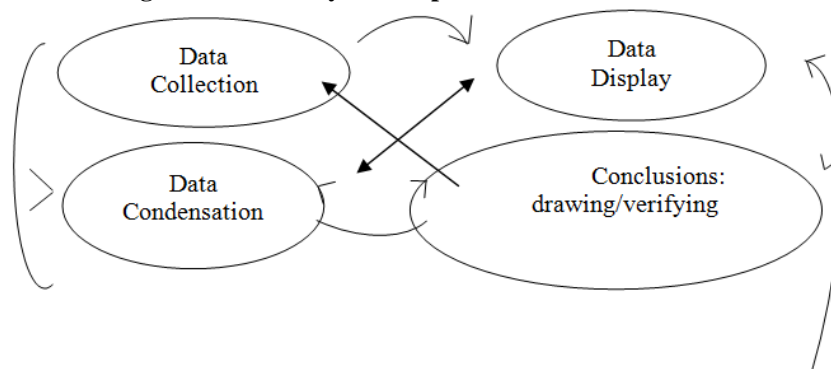 Data
Collection
Data
Display
Data
Condensation
Conclusions:
drawing/verifying